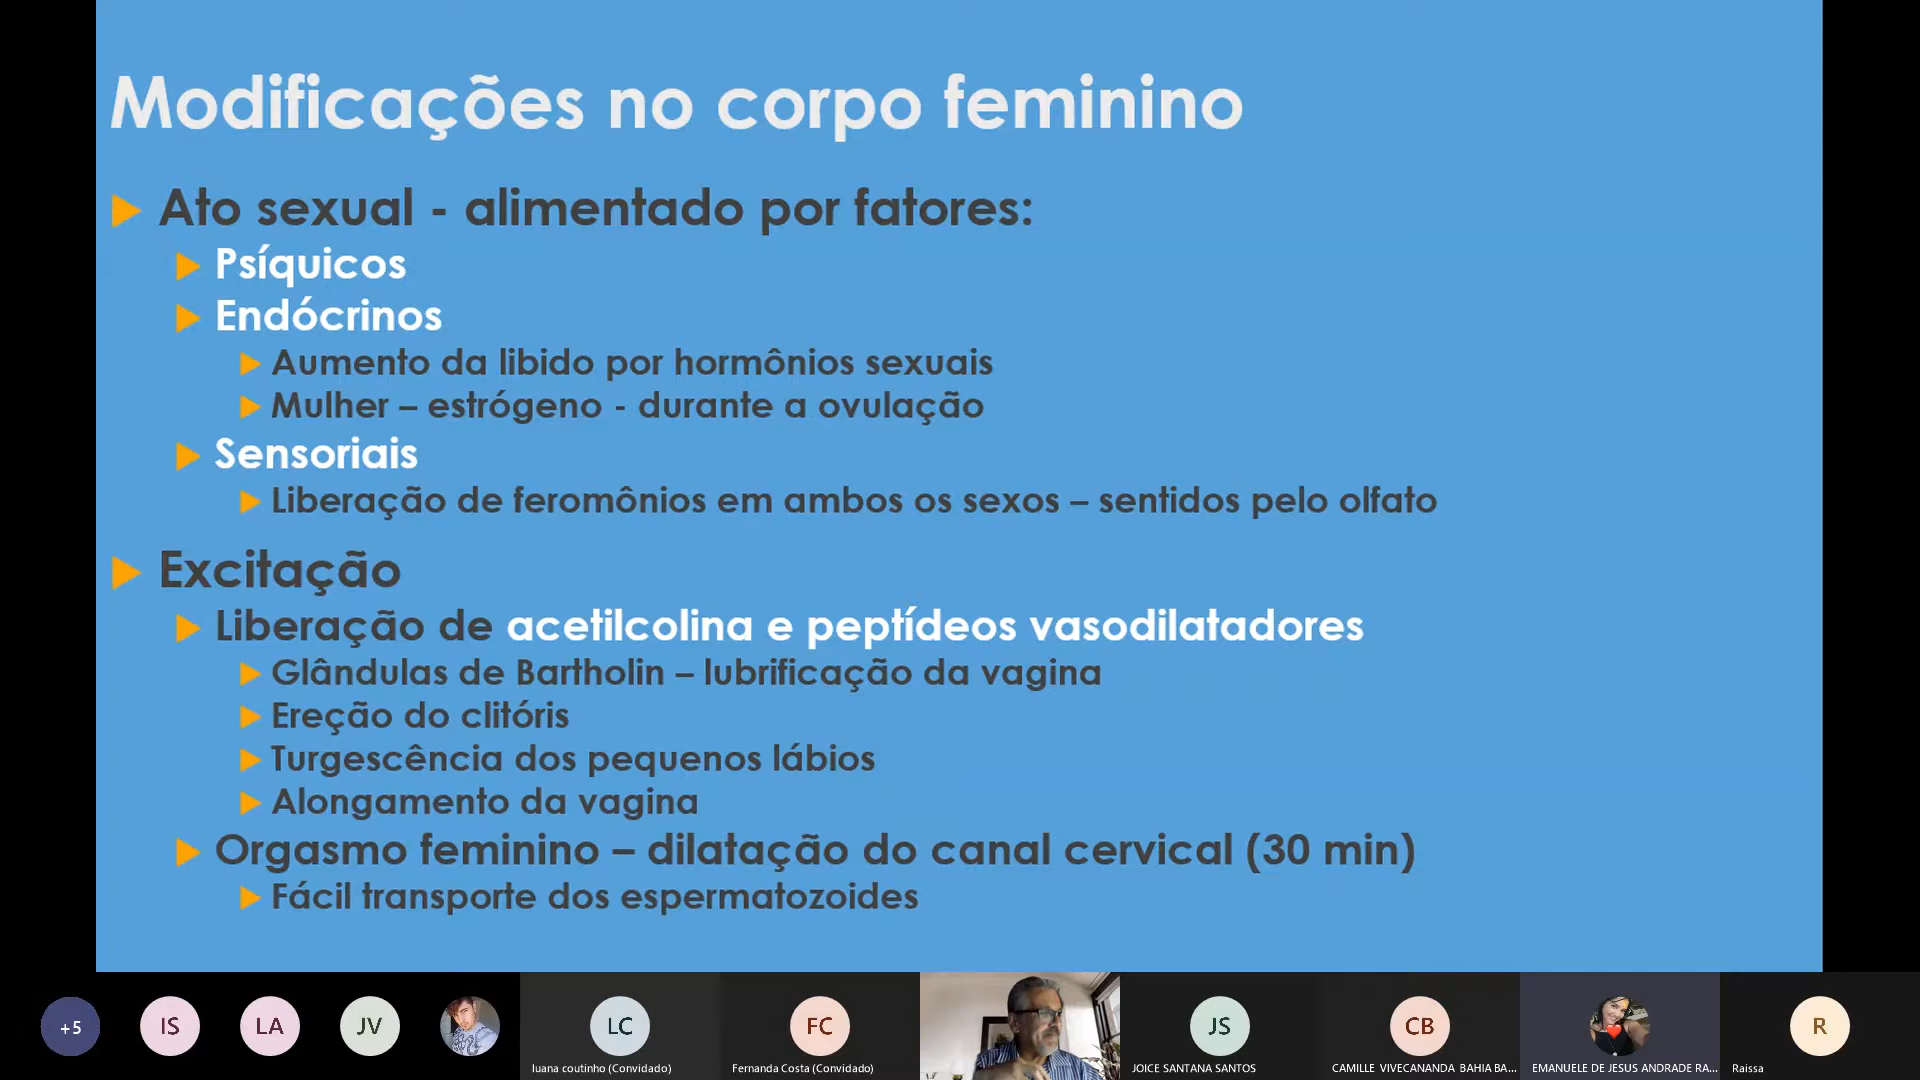 Modificações no corpo feminino
Ato sexual - alimentado por fatores:
Psíquicos
Endócrinos
Aumento da libido por hormônios sexuais
Mulher – estrógeno - durante a ovulação
Sensoriais
Liberação de feromônios em ambos os sexos – sentidos pelo olfato
Excitação
Liberação de acetilcolina e peptídeos vasodilatadores
Glândulas de Bartholin – lubrificação da vagina
Ereção do clitóris
Turgescência dos pequenos lábios
Alongamento da vagina
Orgasmo feminino – dilatação do canal cervical (30 min)
Fácil transporte dos espermatozoides
+5
IS
LA
JV
LC
luana coutinho (Convidado)
FC
Fernanda Costa (Convidado)
JS
JOICE SANTANA SANTOS
CB
CAMILLE VIVECANANDA BAHIA BA...
EMANUELE DE JESUS ANDRADE RA...
R
Raissa